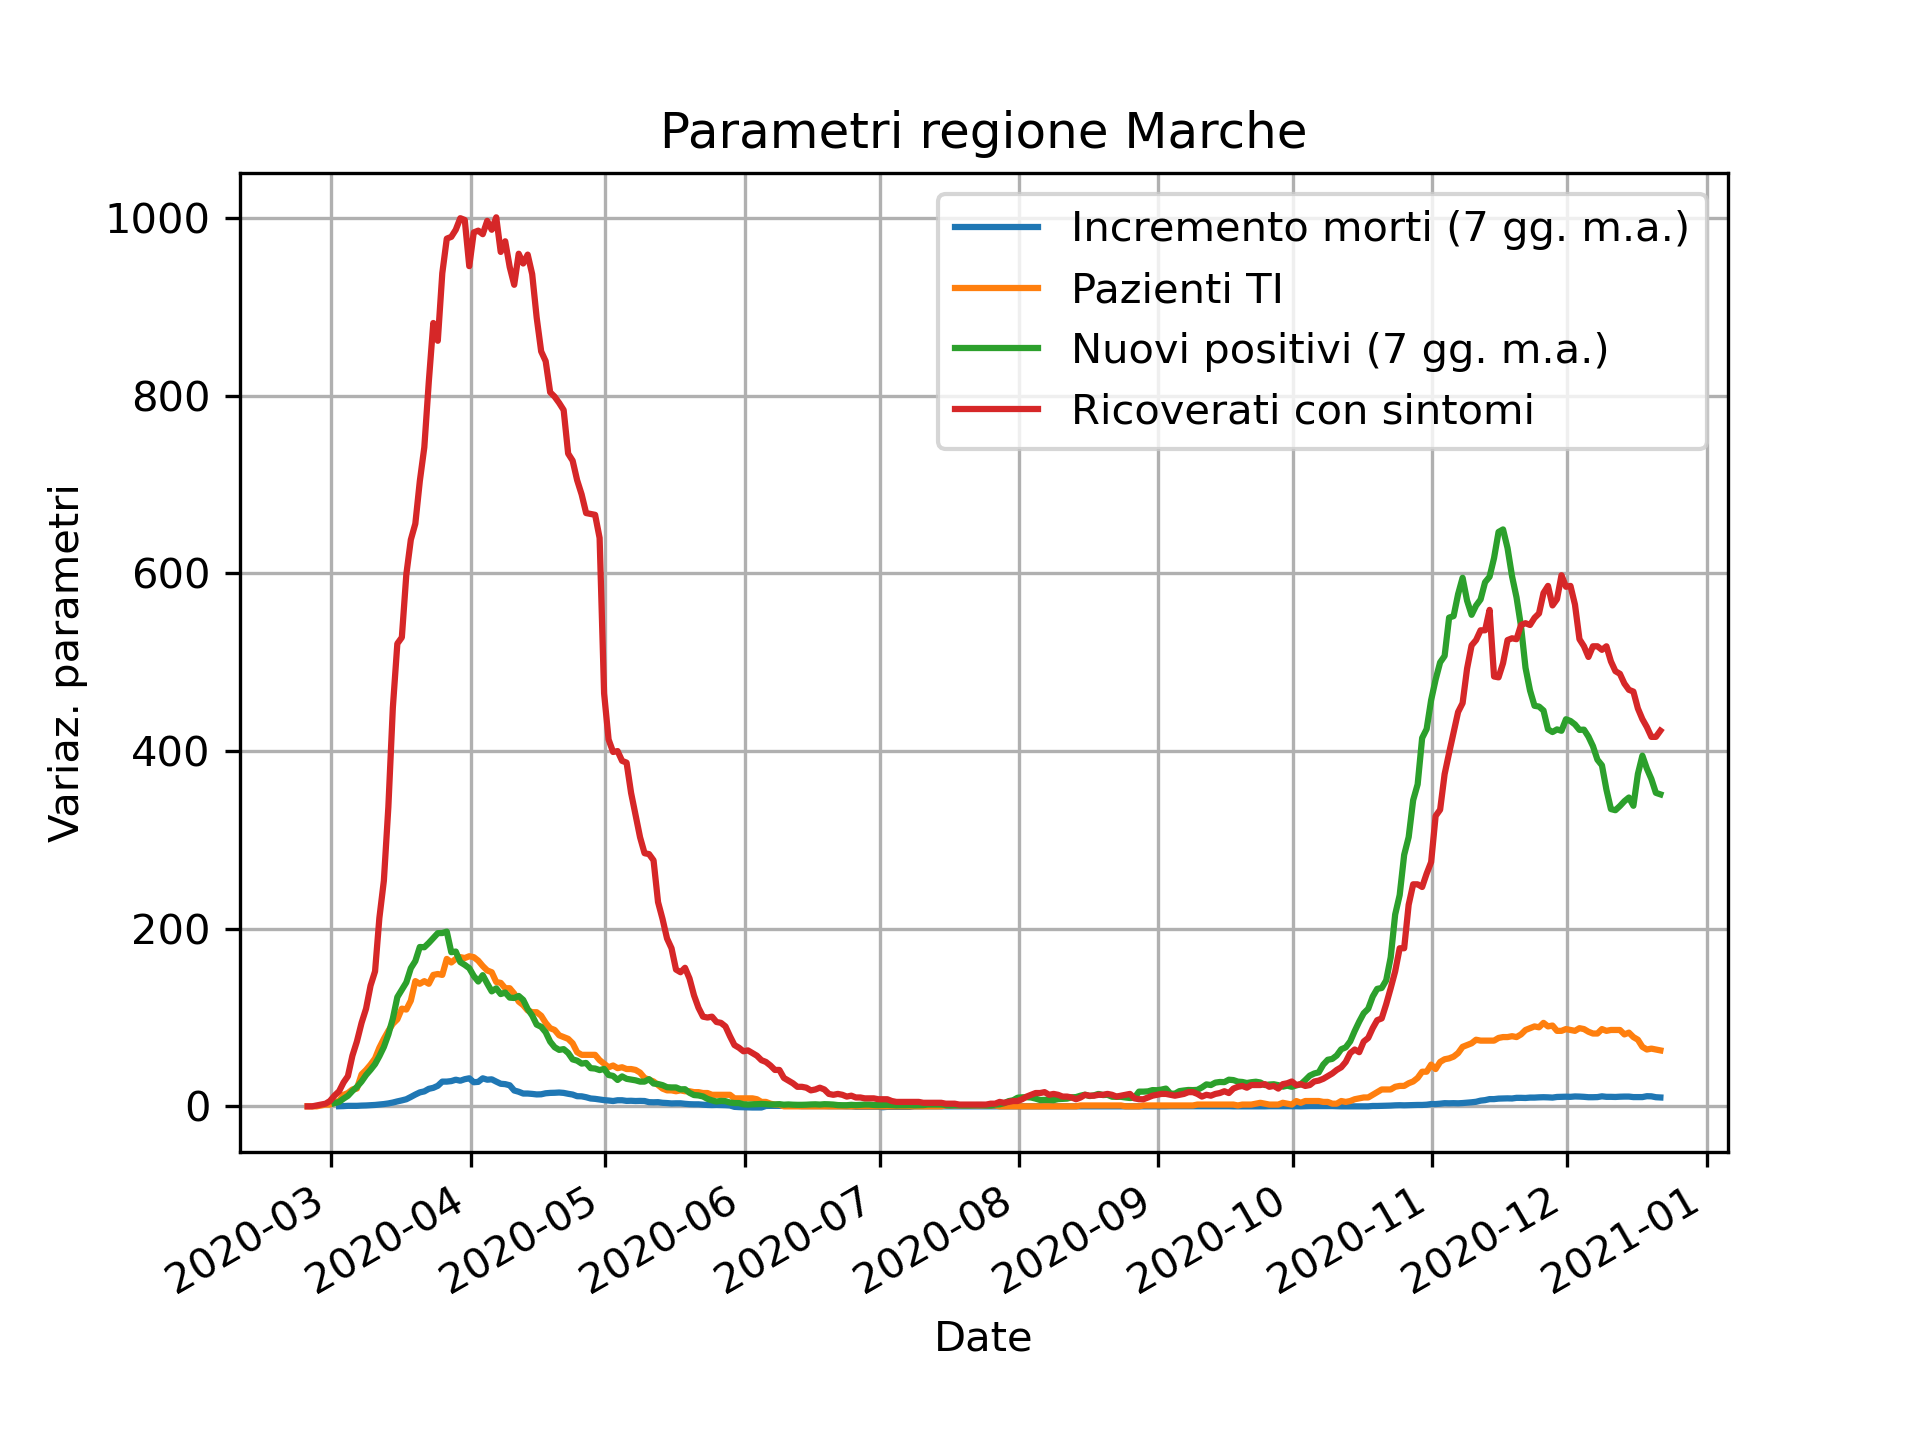 Parametri regione Marche
Incremento morti (7 gg. m.a.)
Pazienti TI
Nuovi positivi (7 gg. m.a.)
Ricoverati con sintomi
Variaz. parametri
1000
800
600
400
200
0
2020-03
2020-04
2020-05
2020-06
2020-07
2020-08
2020-09
2020-10
2020-11
2020-12
2021-01
Date